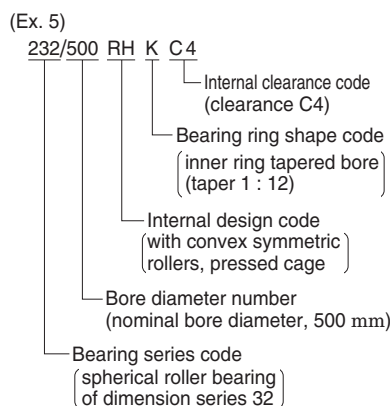 (Ex. 5)
232/500 RH K C4
Internal clearance code
(clearance C4)
Bearing ring shape code
(inner ring tapered bore
(taper 1 : 12)
Internal design code
(with convex symmetric
rollers, pressed cage)
Bore diameter number
(nominal bore diameter, 500 mm)
Bearing series code
(spherical roller bearing
of dimension series 32)